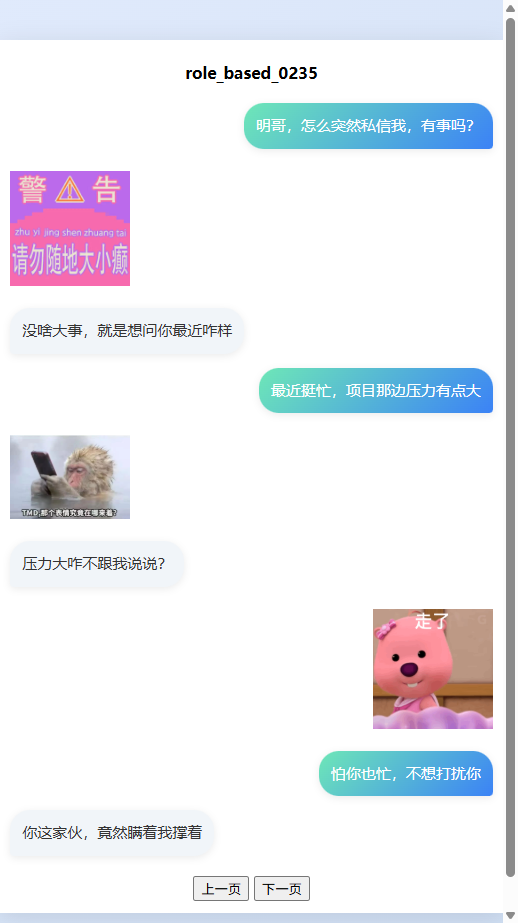 role_based_0235
明哥，怎么突然私信我，有事吗？
警 ⚠ 告
zhu yi jing shen zhuang tai
请勿随地大小癫
没啥大事，就是想问你最近咋样
最近挺忙，项目那边压力有点大
TMD,那个表情究竟在哪来着?
压力大咋不跟我说说？
走了
怕你也忙，不想打扰你
你这家伙，竟然瞒着我撑着
上一页 下一页